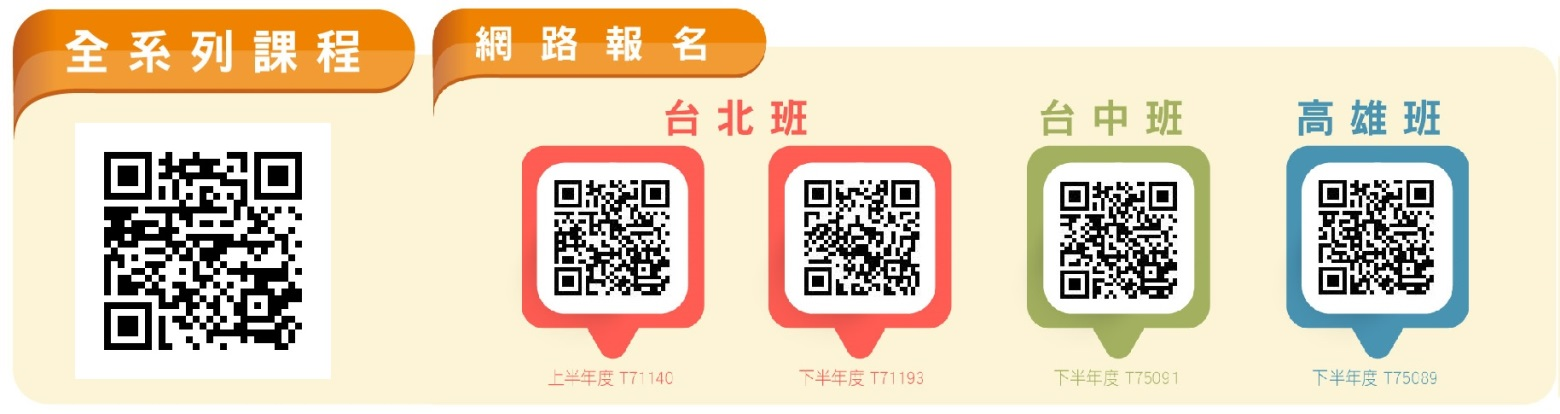 全系列課程
網路報名
台北班
台中班
高雄班
上半年度 T71140
下半年度 T71193
下半年度 T75091
下半年度 T75089